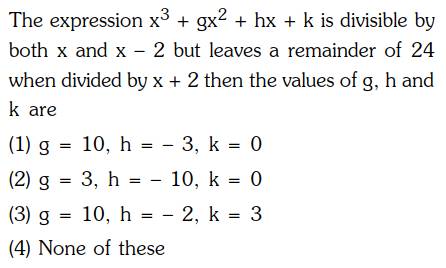 The expression x³ + gx² + hx + k is divisible by
both x and x – 2 but leaves a remainder of 24
when divided by x + 2 then the values of g, h and
k are
(1) g = 10, h = – 3, k = 0
(2) g = 3, h = – 10, k = 0
(3) g = 10, h = – 2, k = 3
(4) None of these